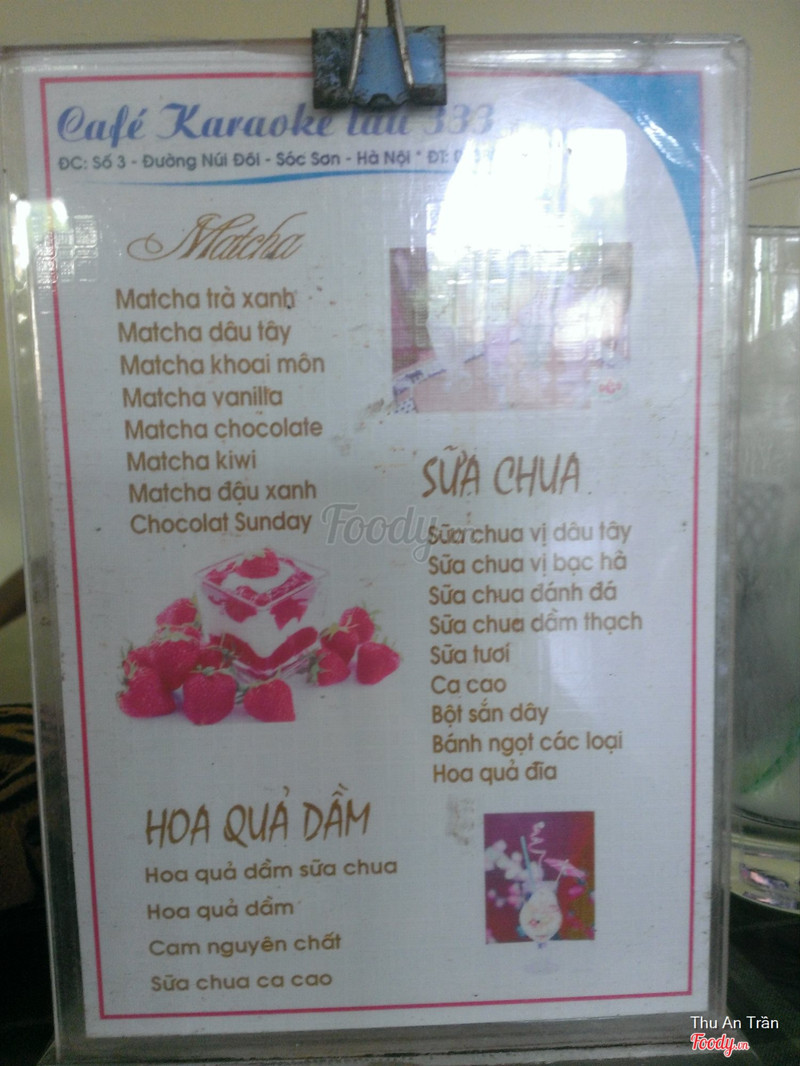 Café Karaoke lầu 333
ĐC: Số 3 - Đường Núi Đôi - Sóc Sơn - Hà Nội * ĐT:
Matcha
Matcha trà xanh
Matcha dâu tây
Matcha khoai môn
Matcha vanilla
Matcha chocolate
Matcha kiwi
Matcha đậu xanh
Chocolat Sunday
SỮA CHUA
Sữa chua vị dâu tây
Sữa chua vị bạc hà
Sữa chua đánh đá
Sữa chua dầm thạch
Sữa tươi
Ca cao
Bột sắn dây
Bánh ngọt các loại
Hoa quả đĩa
HOA QUẢ DẦM
Hoa quả dầm sữa chua
Hoa quả dầm
Cam nguyên chất
Sữa chua ca cao
Foody.vn
Thu An Trần
Foody.vn